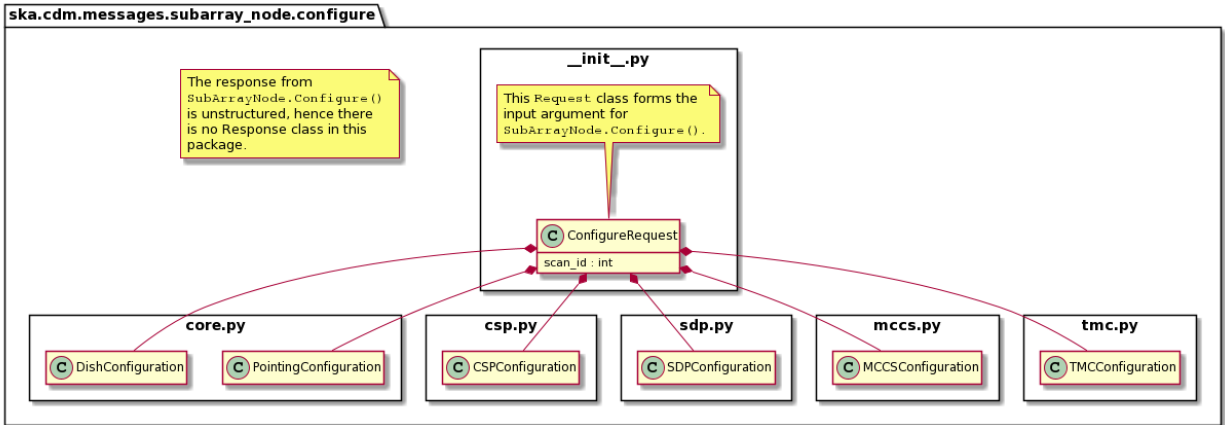 ska.cdm.messages.subarray_node.configure
__init__.py
The response from
SubArrayNode.Configure()
is unstructured, hence there
is no Response class in this
package.
This Request class forms the
input argument for
SubArrayNode.Configure().
C ConfigureRequest
scan_id : int
core.py
csp.py
sdp.py
mccs.py
tmc.py
C DishConfiguration
C PointingConfiguration
C CSPConfiguration
C SDPConfiguration
C MCCSConfiguration
C TMCConfiguration